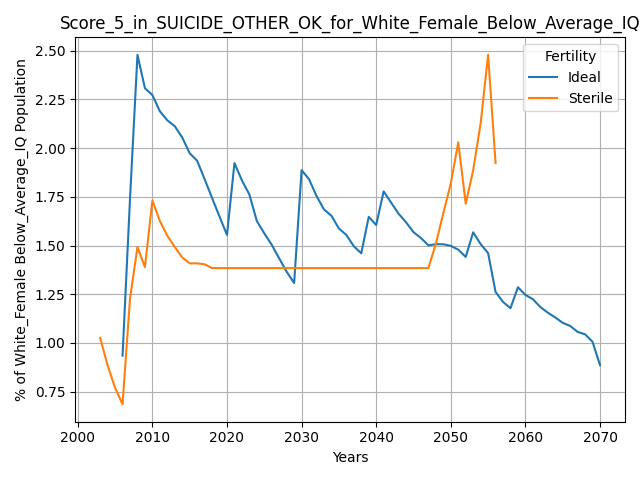 Score_5_in_SUICIDE_OTHER_OK_for_White_Female_Below_Average_IQ
% of White_Female Below_Average_IQ Population
2.50
2.25
2.00
1.75
1.50
1.25
1.00
0.75
Fertility
Ideal
Sterile
2000 2010 2020 2030 2040 2050 2060 2070
Years